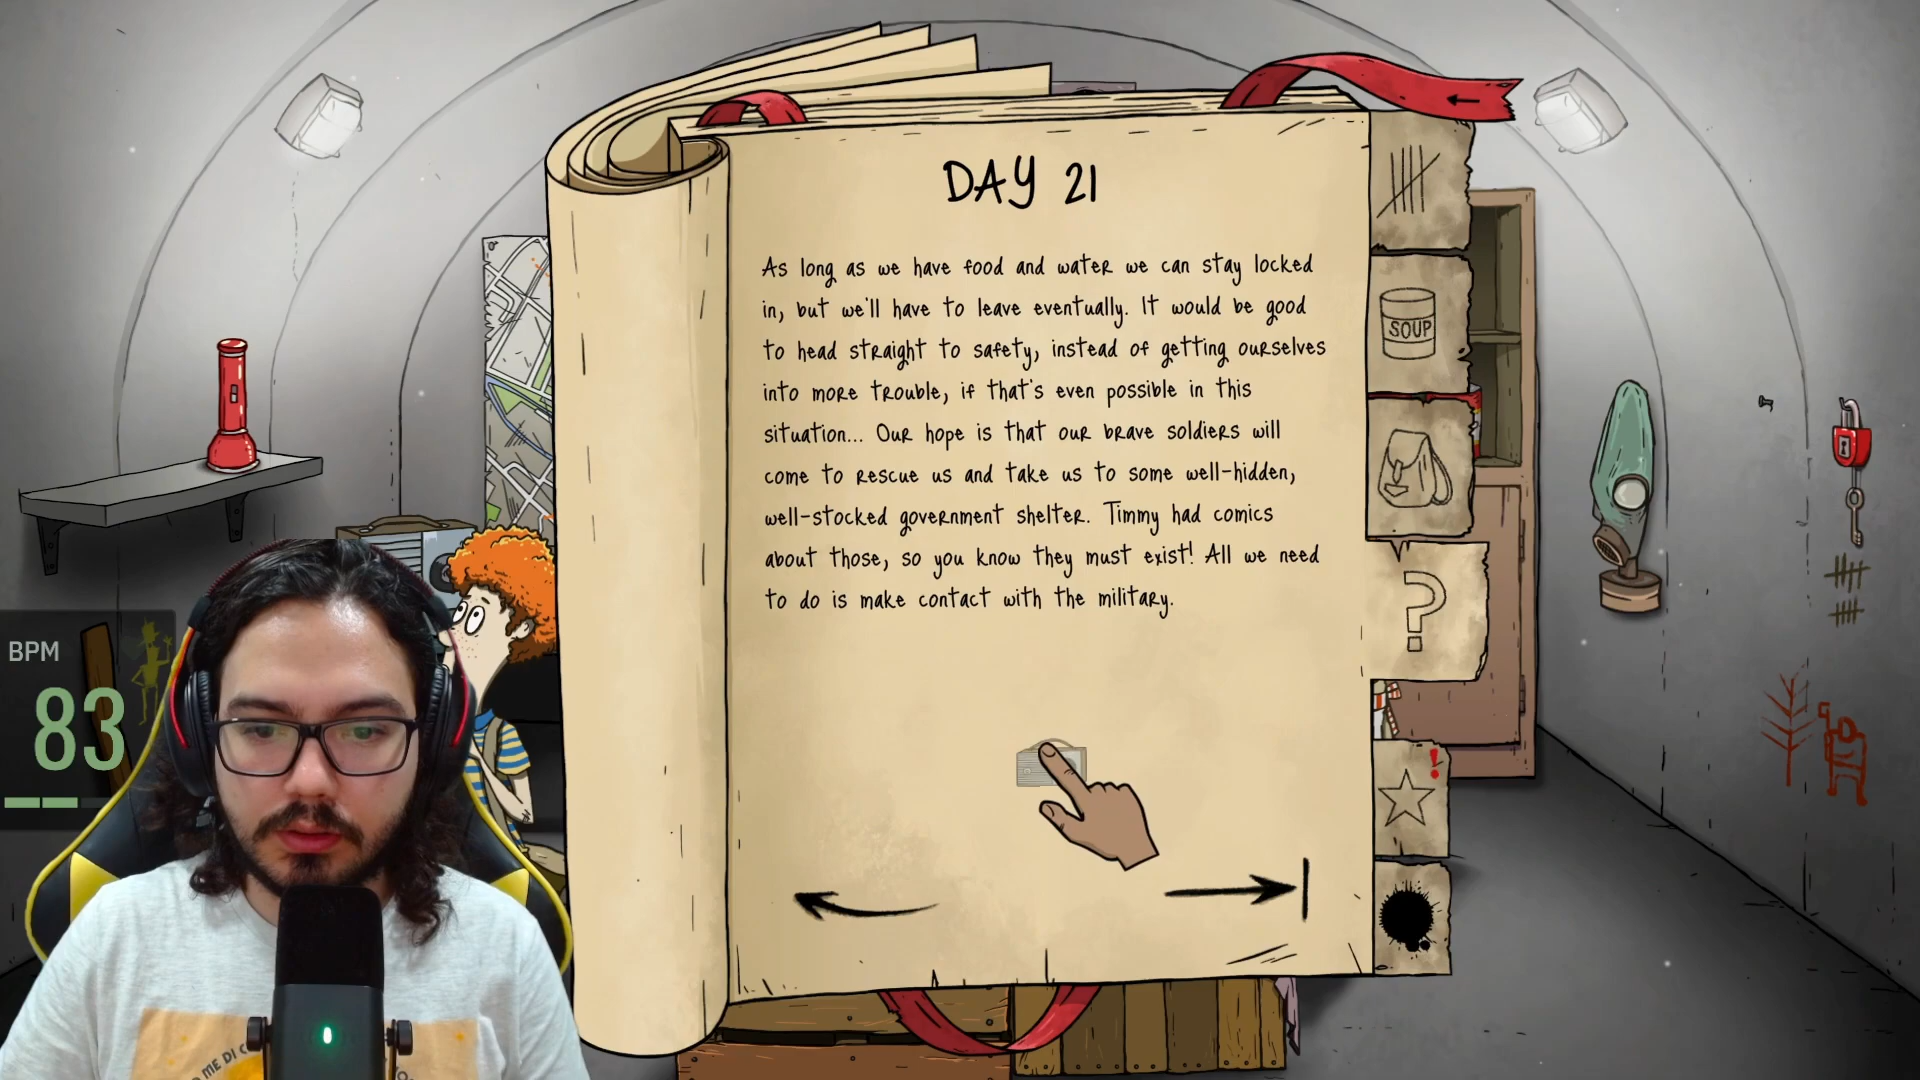 DAY 21
As long as we have food and water we can stay locked
in, but we'll have to leave eventually. It would be good
to head straight to safety, instead of getting ourselves
into more trouble, if that's even possible in this
situation... Our hope is that our brave soldiers will
come to rescue us and take us to some well-hidden,
well-stocked government shelter. Timmy had comics
about those, so you know they must exist! All we need
to do is make contact with the military.
SOUP
?
!
BPM
83
ME DI